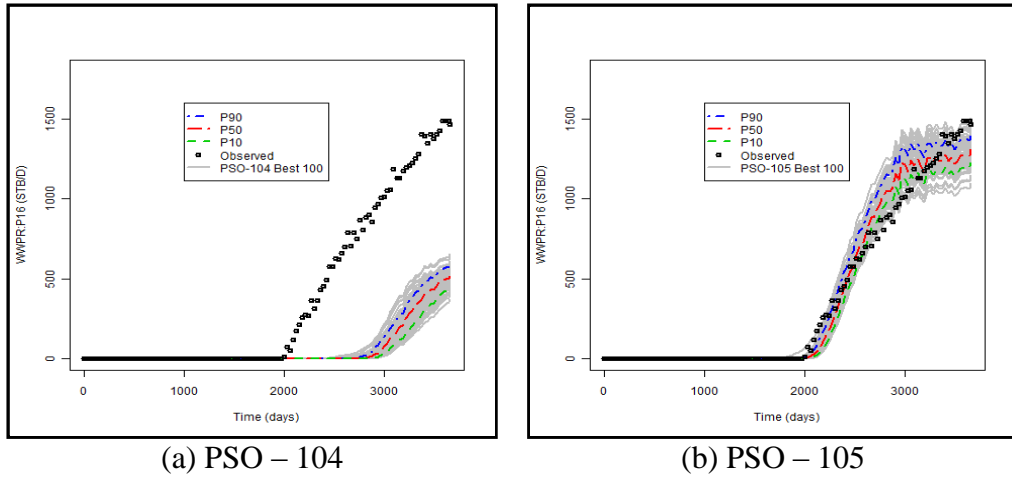 WWPR:P16 (STB/D)
1500
1000
500
0
P90
P50
P10
Observed
PSO-104 Best 100
0 1000 2000 3000
Time (days)
(a) PSO – 104
WWPR:P16 (STB/D)
1500
1000
500
0
P90
P50
P10
Observed
PSO-105 Best 100
0 1000 2000 3000
Time (days)
(b) PSO – 105